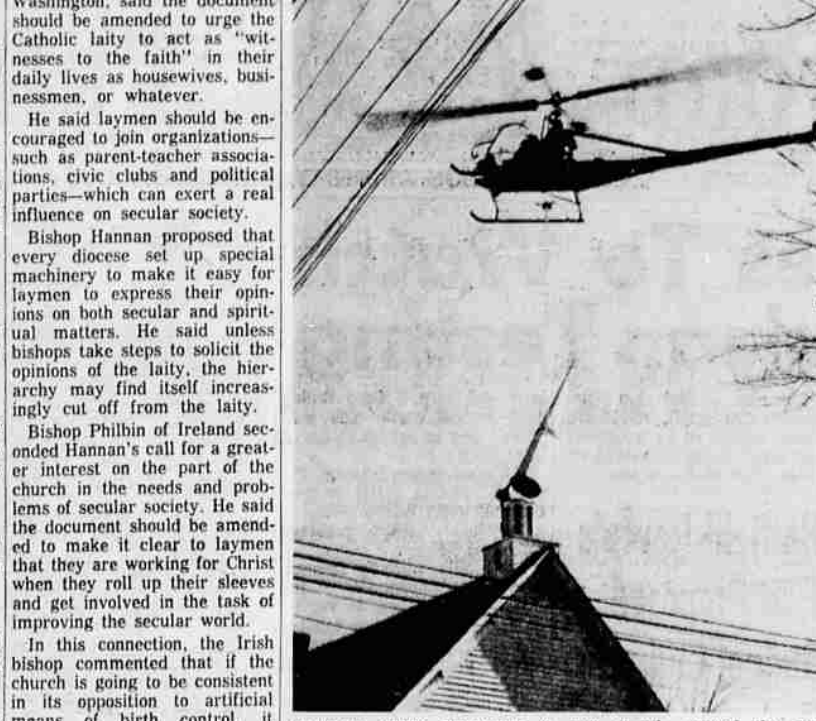 Washington, said the document
should be amended to urge the
Catholic laity to act as "wit-
nesses to the faith" in their
daily lives as housewives, busi-
nessmen, or whatever.
He said laymen should be en-
couraged to join organizations—
such as parent-teacher associa-
tions, civic clubs and political
parties—which can exert a real
influence on secular society.
Bishop Hannan proposed that
every diocese set up special
machinery to make it easy for
laymen to express their opin-
ions on both secular and spirit-
ual matters. He said unless
bishops take steps to solicit the
opinions of the laity, the hier-
archy may find itself increas-
ingly cut off from the laity.
Bishop Philbin of Ireland sec-
onded Hannan's call for a great-
er interest on the part of the
church in the needs and prob-
lems of secular society. He said
the document should be amend-
ed to make it clear to laymen
that they are working for Christ
when they roll up their sleeves
and get involved in the task of
improving the secular world.
In this connection, the Irish
bishop commented that if the
church is going to be consistent
in its opposition to artificial
means of birth control, it